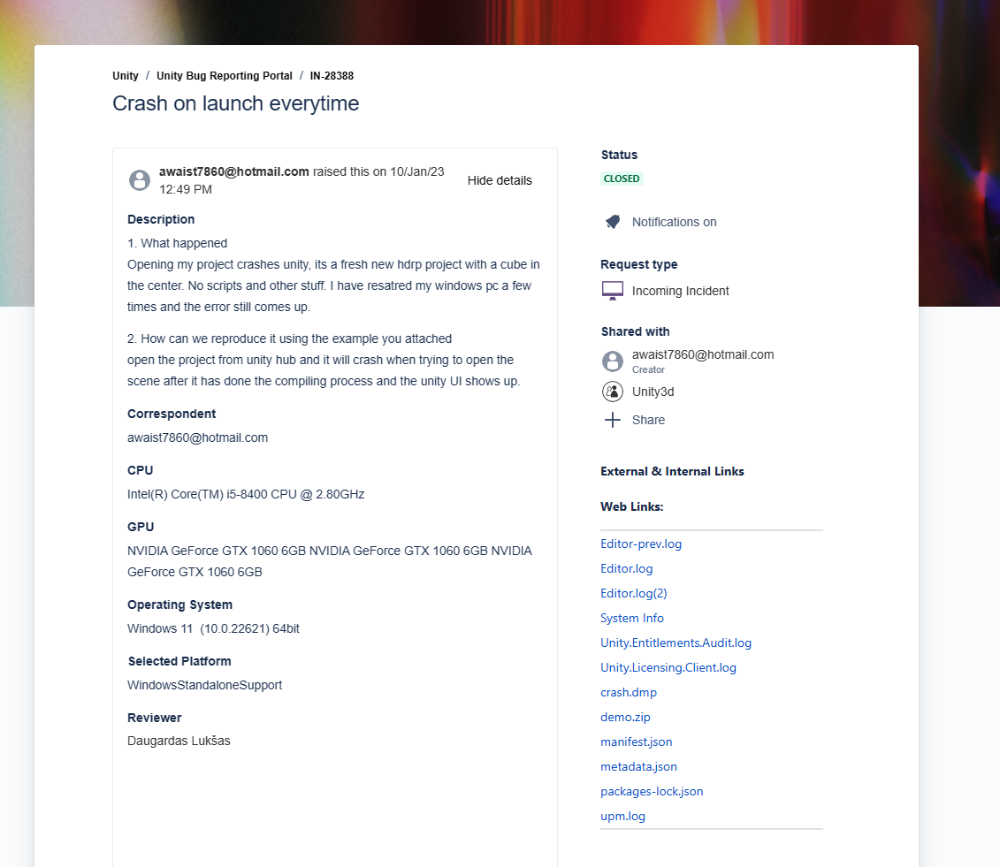 Unity / Unity Bug Reporting Portal / IN-28388
Crash on launch everytime
awaist7860@hotmail.com raised this on 10/Jan/23
12:49 PM
Hide details
Description
1. What happened
Opening my project crashes unity, its a fresh new hdrp project with a cube in
the center. No scripts and other stuff. I have resatred my windows pc a few
times and the error still comes up.
2. How can we reproduce it using the example you attached
open the project from unity hub and it will crash when trying to open the
scene after it has done the compiling process and the unity UI shows up.
Correspondent
awaist7860@hotmail.com
CPU
Intel(R) Core(TM) i5-8400 CPU @ 2.80GHz
GPU
NVIDIA GeForce GTX 1060 6GB NVIDIA GeForce GTX 1060 6GB NVIDIA
GeForce GTX 1060 6GB
Operating System
Windows 11  (10.0.22621) 64bit
Selected Platform
WindowsStandaloneSupport
Reviewer
Daugardas Lukšas
Status
CLOSED
Notifications on
Request type
Incoming Incident
Shared with
awaist7860@hotmail.com
Creator
Unity3d
Share
External & Internal Links
Web Links:
Editor-prev.log
Editor.log
Editor.log(2)
System Info
Unity.Entitlements.Audit.log
Unity.Licensing.Client.log
crash.dmp
demo.zip
manifest.json
metadata.json
packages-lock.json
upm.log